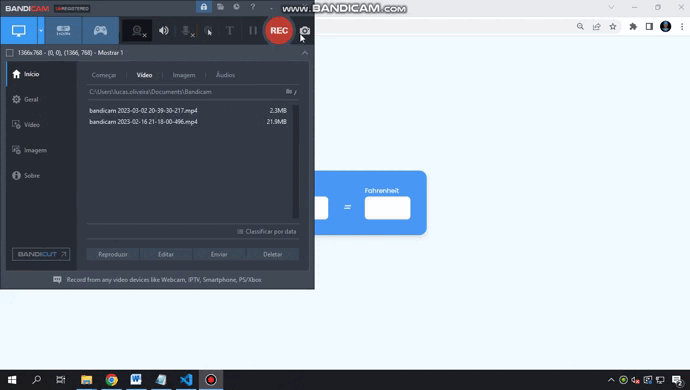 BANDICAM UNREGISTERED
www.BANDICAM.com
REC
1366x768 - (0, 0), (1366, 768) - Mostrar 1
Início
Geral
Vídeo
Imagem
Sobre
BANDICUT
Começar Vídeo Imagem Áudios
C:\Users\lucas.oliveira\Documents\Bandicam
bandicam 2023-03-02 20-39-30-217.mp4 2.3MB
bandicam 2023-02-16 21-18-00-496.mp4 21.9MB
Classificar por data
Reproduzir Editar Enviar Deletar
Record from any video devices like Webcam, IPTV, Smartphone, PS/Xbox
Fahrenheit
=